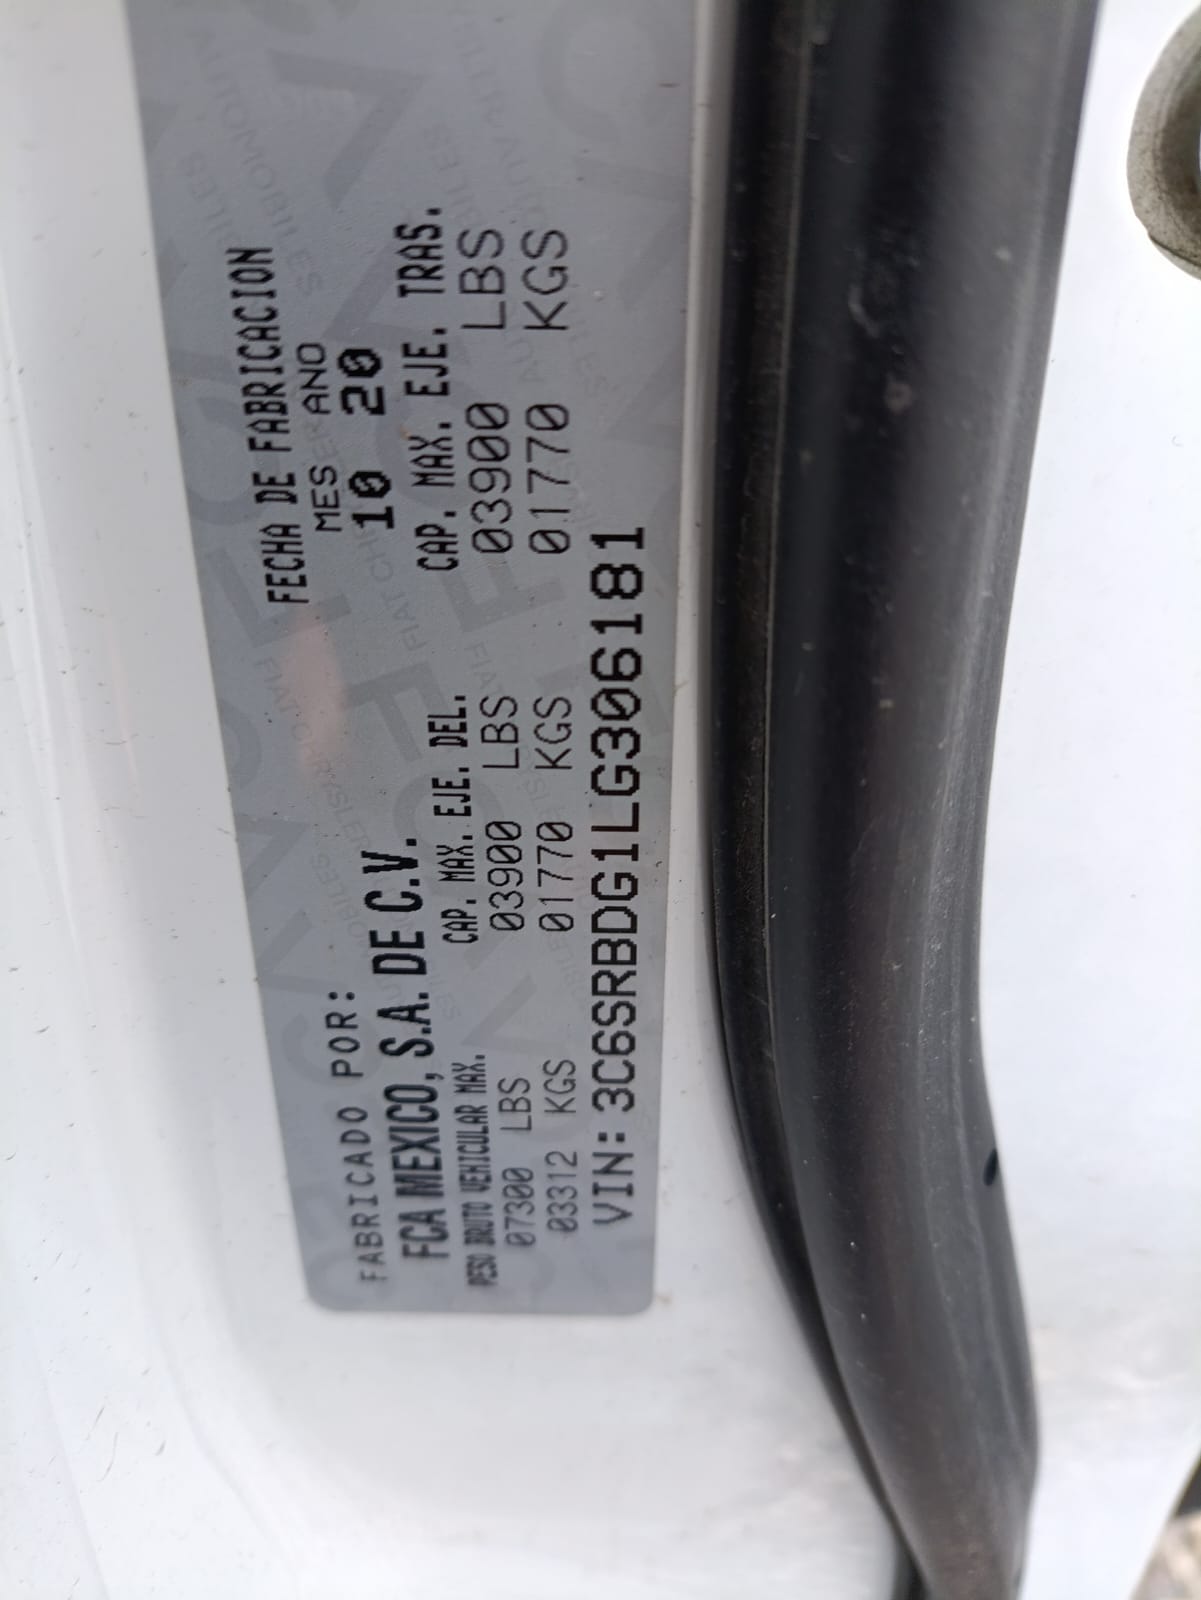 FABRICADO POR:
FCA MEXICO, S.A. DE C.V.
FECHA DE FABRICACION
MES ANO
10 20
PESO BRUTO VEHICULAR MAX.
07300 LBS
03312 KGS
CAP. MAX. EJE. DEL.
03900 LBS
01770 KGS
CAP. MAX. EJE. TRAS.
03900 LBS
01770 KGS
VIN: 3C6SRBDG1LG306181